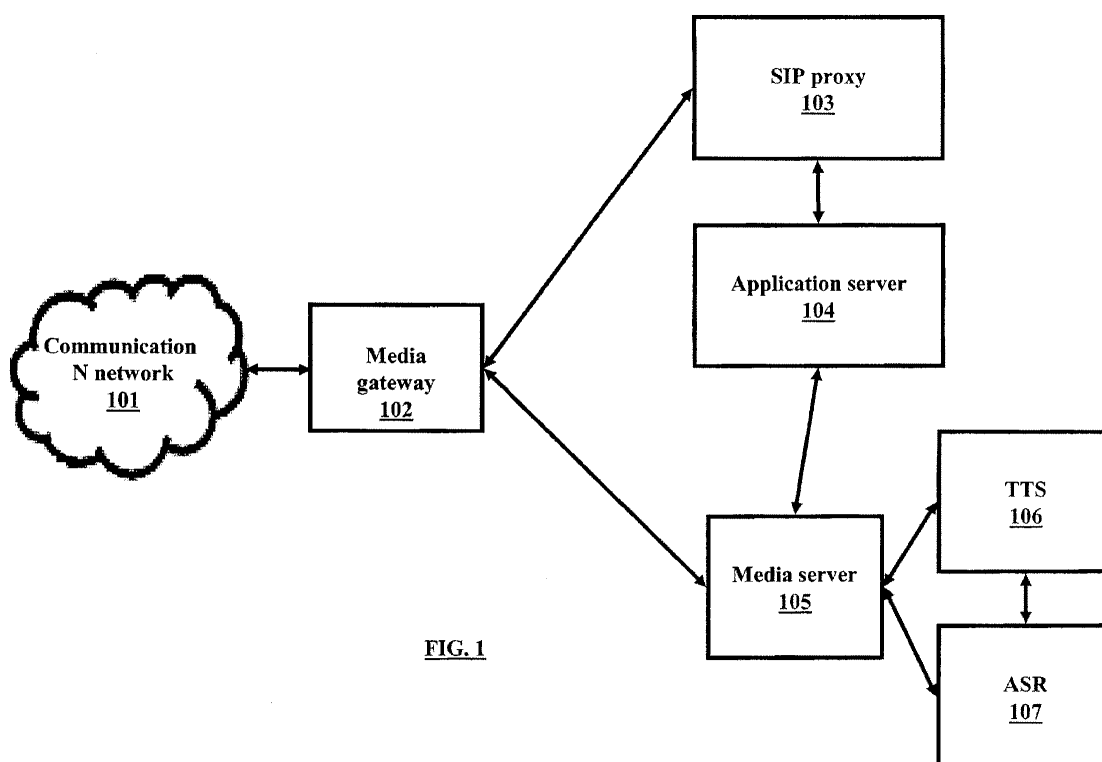 SIP proxy
103
Application server
104
Communication
N network
101
Media
gateway
102
TTS
106
Media server
105
FIG. 1
ASR
107